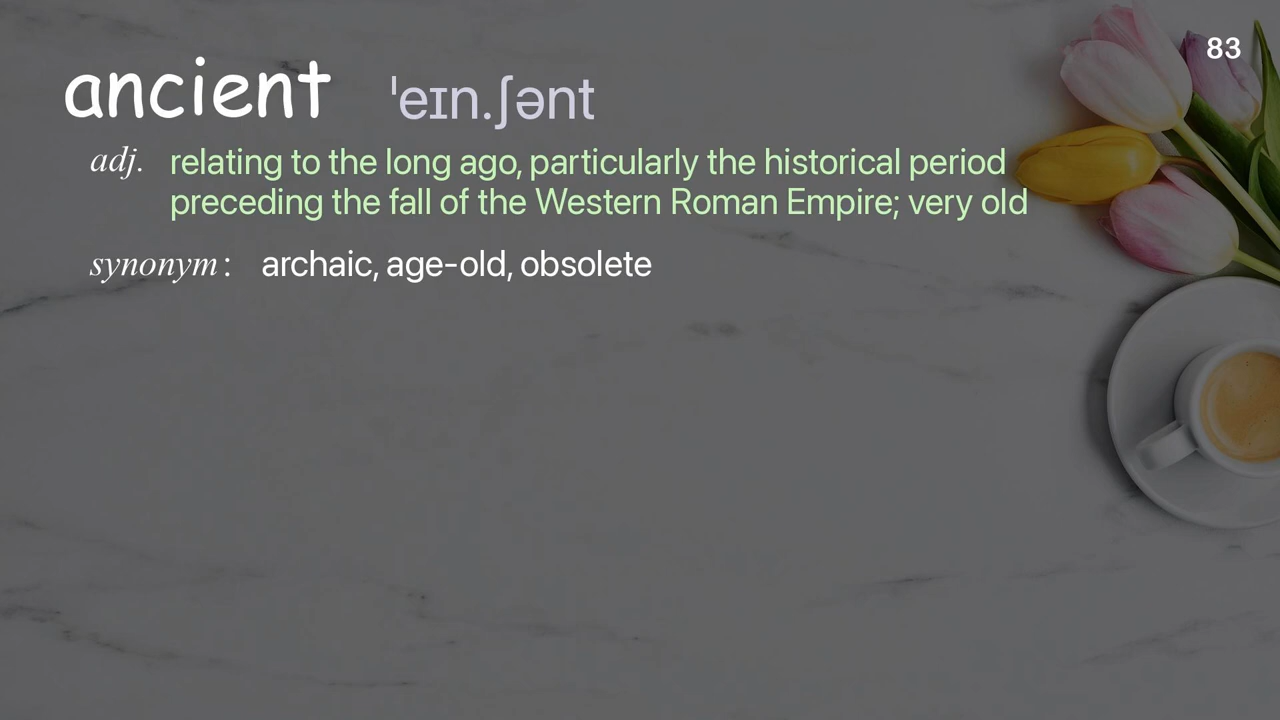 83
ancient ˈeɪn.ʃənt
adj. relating to the long ago, particularly the historical period
preceding the fall of the Western Roman Empire; very old
synonym: archaic, age-old, obsolete